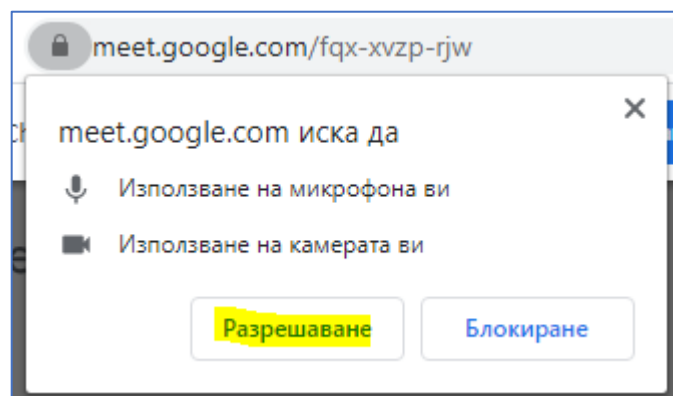 meet.google.com/fqx-xvzp-rjw
meet.google.com иска да
Използване на микрофона ви
Използване на камерата ви
Разрешаване
Блокиране